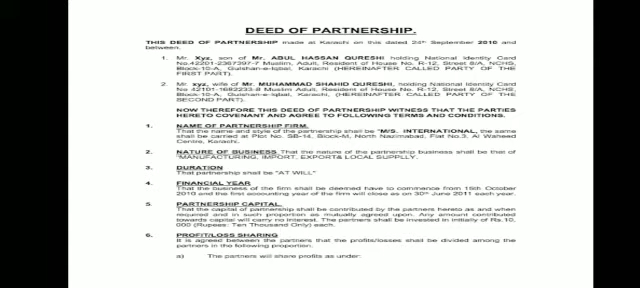 DEED OF PARTNERSHIP.
THIS DEED OF PARTNERSHIP made at Karachi on this dated 24th September 2010 and
between.
1. Mr. Xyz, son of Mr. ABUL HASSAN QURESHI holding National Identity Card
No.42201-2367397-7 Muslim, Adult, Resident of House No. R-12, Street 8/A, NCHS,
Block-10-A, Gulshan-e-Iqbal, Karachi (HEREINAFTER CALLED PARTY OF THE
FIRST PART).
2. Mr. xyz, wife of Mr. MUHAMMAD SHAHID QURESHI, holding National Identity Card
No 42101-1682233-8 Muslim, Adult, Resident of House No. R-12, Street 8/A, NCHS,
Block-10-A, Gulshan-e-Iqbal, Karachi, (HEREINAFTER CALLED PARTY OF THE
SECOND PART).
NOW THEREFORE THIS DEED OF PARTNERSHIP WITNESS THAT THE PARTIES
HERETO COVENANT AND AGREE TO FOLLOWING TERMS AND CONDITIONS.
1. NAME OF PARTNERSHIP FIRM.
That the name and style of the partnership shall be "M/S. INTERNATIONAL, the same
shall be carried at Plot No. SB-14, Block-M, North Nazimabad, Flat No.3, Al Waheed
Centre, Karachi.
2. NATURE OF BUSINESS That the nature of the partnership business shall be that of
"MANUFACTURING, IMPORT, EXPORT& LOCAL SUPPLY.
3. DURATION
That partnership shall be "AT WILL"
4. FINANCIAL YEAR
That the business of the firm shall be deemed have to commence from 15th October
2010 and the first accounting year of the firm will close as on 30th June 2011 each year.
5. PARTNERSHIP CAPITAL.
That the capital of partnership shall be contributed by the partners hereto as and when
required and in such proportion as mutually agreed upon. Any amount contributed
towards capital will carry no interest. The partners shall be invested in initially of Rs.10,
000 (Rupees: Ten Thousand Only) each.
6. PROFIT/LOSS SHARING
It is agreed between the partners that the profits/losses shall be divided among the
partners in the following proportion.
a) The partners will share profits as under: